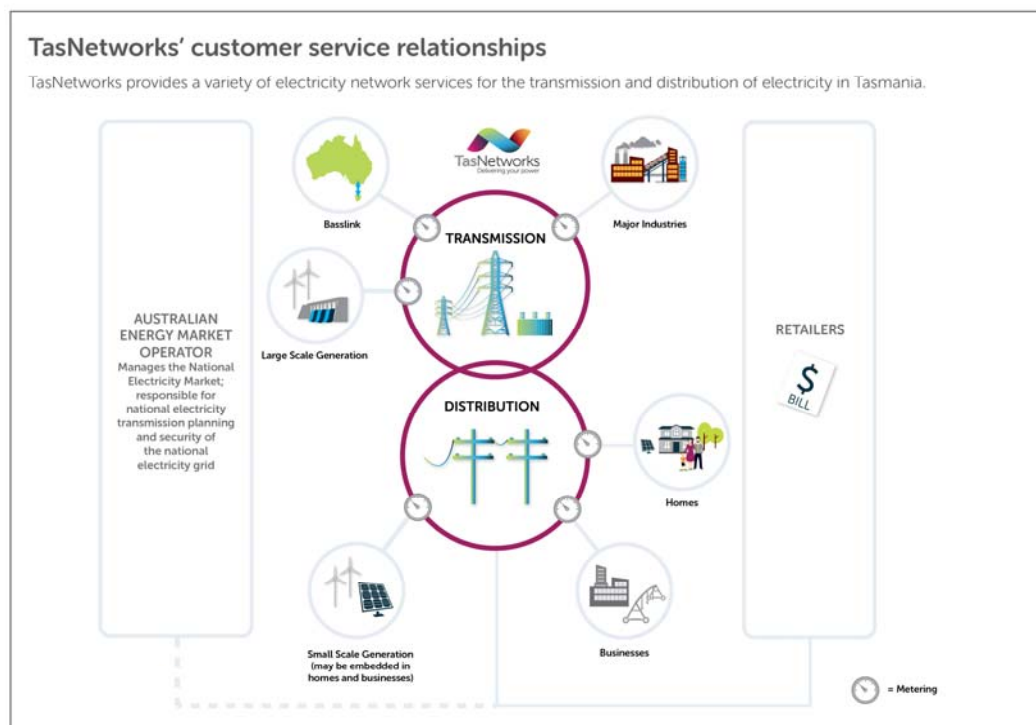 TasNetworks' customer service relationships
TasNetworks provides a variety of electricity network services for the transmission and distribution of electricity in Tasmania.
TasNetworks
Delivering your power
Basslink
Major Industries
TRANSMISSION
Large Scale Generation
AUSTRALIAN
ENERGY MARKET
OPERATOR
Manages the National
Electricity Market;
responsible for
national electricity
transmission planning
and security of
the national
electricity grid
RETAILERS
$
BILL
DISTRIBUTION
Homes
Small Scale Generation
(may be embedded in
homes and businesses)
Businesses
= Metering